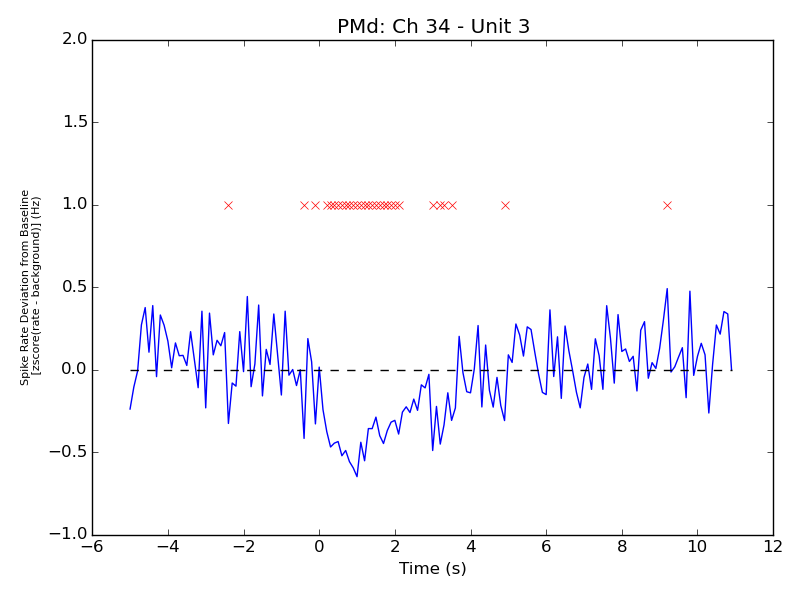 PMd: Ch 34 - Unit 3
2.0
1.5
1.0
0.5
0.0
−0.5
−1.0
Spike Rate Deviation from Baseline
[zscore(rate - background)] (Hz)
−6 −4 −2 0 2 4 6 8 10 12
Time (s)